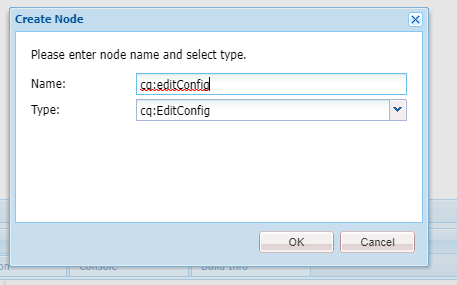 Create Node
Please enter node name and select type.
Name:
cq:editConfig
Type:
cq:EditConfig
OK
Cancel
on
Console
Build Info